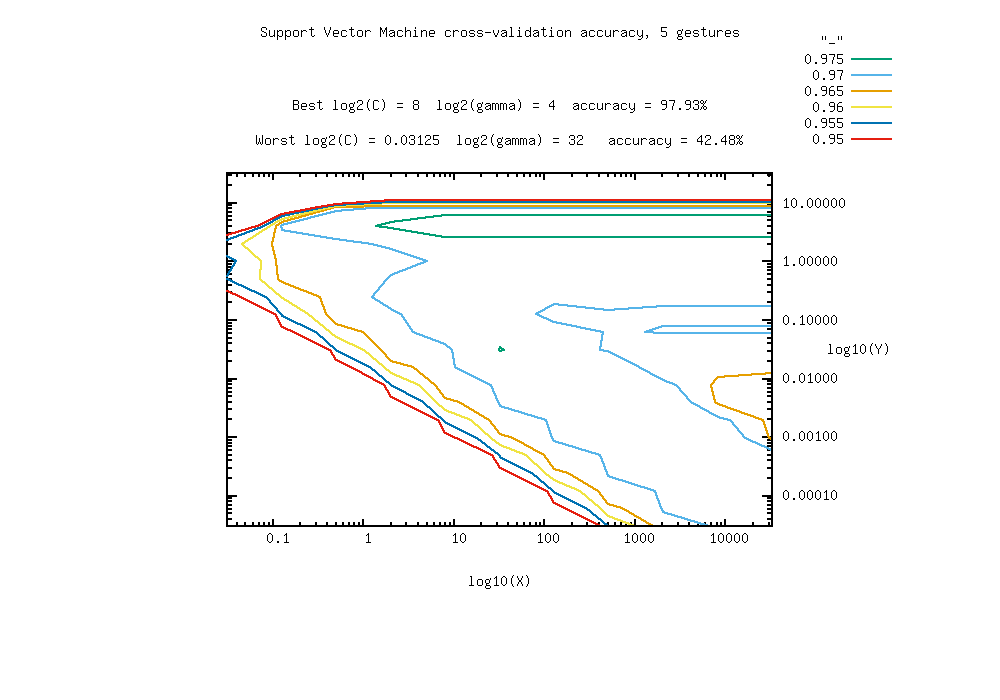 Support Vector Machine cross-validation accuracy, 5 gestures
"_"
0.975
0.97
0.965
0.96
0.955
0.95
Best log2(C) = 8  log2(gamma) = 4  accuracy = 97.93%
Worst log2(C) = 0.03125  log2(gamma) = 32   accuracy = 42.48%
10.00000
1.00000
0.10000
log10(Y)
0.01000
0.00100
0.00010
0.1 1 10 100 1000 10000
log10(X)